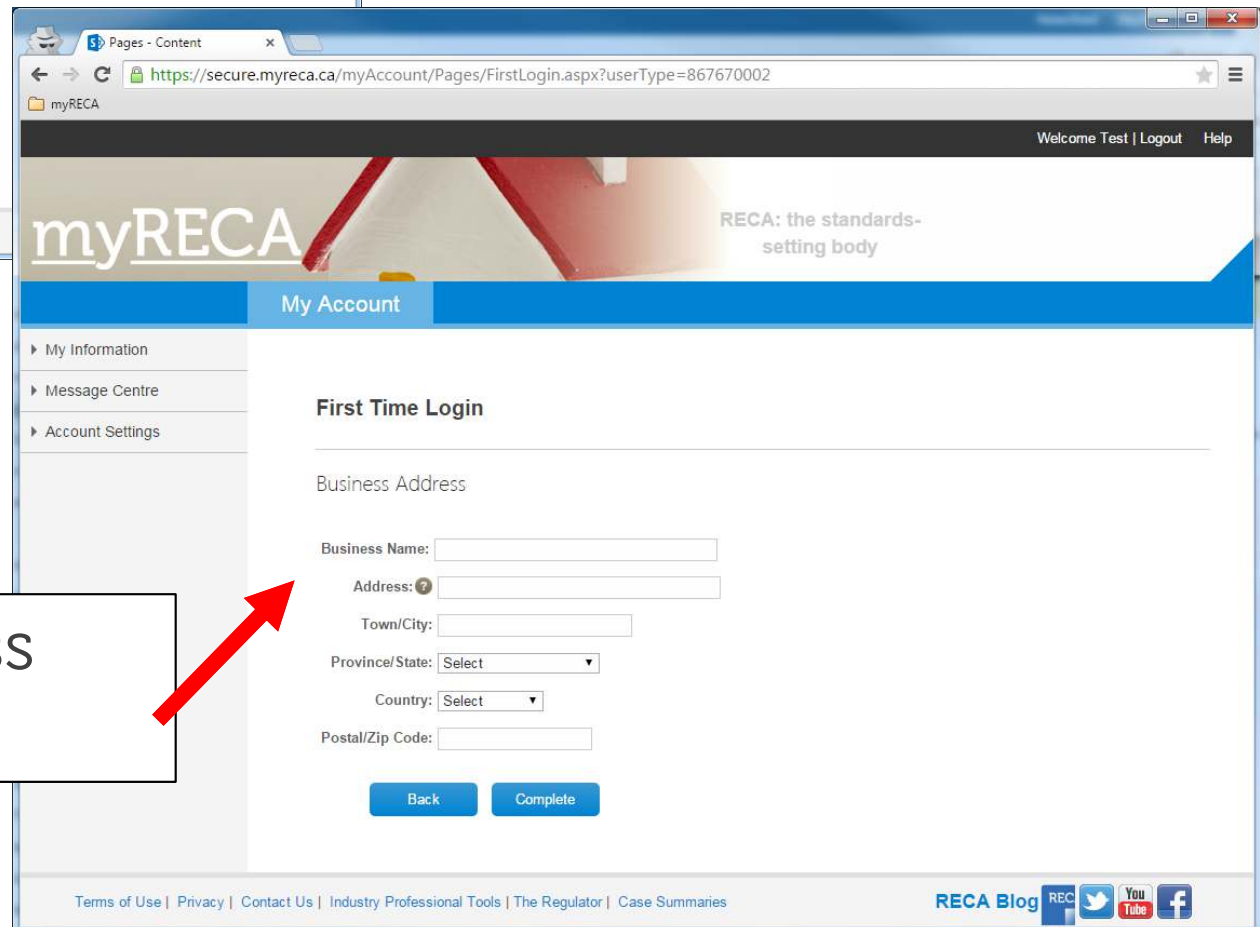 Pages - Content
https://secure.myreca.ca/myAccount/Pages/FirstLogin.aspx?userType=867670002
myRECA
Welcome Test | Logout Help
myRECA
RECA: the standards-
setting body
My Account
My Information
Message Centre
Account Settings
First Time Login
Business Address
Business Name:
Address: ?
Town/City:
Province/State: Select
Country: Select
Postal/Zip Code:
Back Complete
Terms of Use | Privacy | Contact Us | Industry Professional Tools | The Regulator | Case Summaries
RECA Blog REC You Tube f